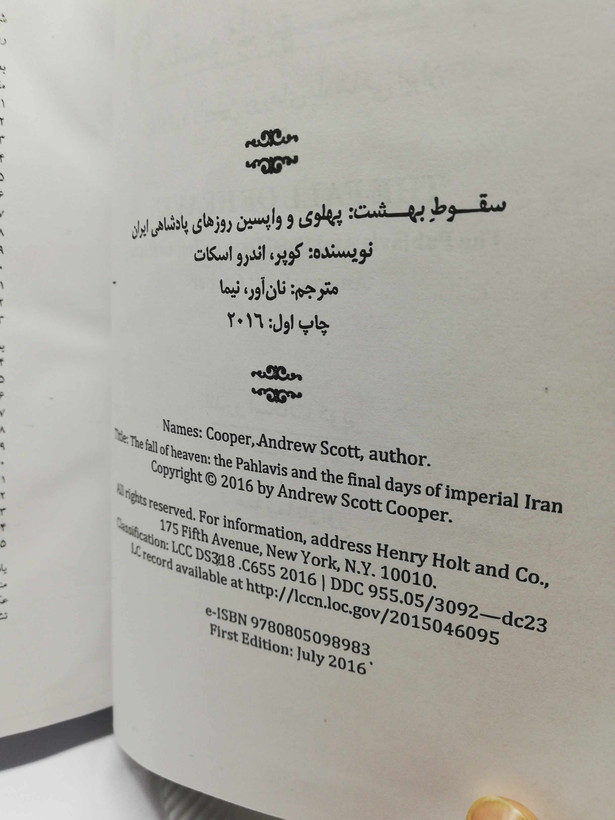 سقوطِ بهشت: پهلوی و واپسین روزهای پادشاهی ایران
نویسنده: کوپر، اندرو اسکات
مترجم: نان‌آور، نیما
چاپ اول: ۲۰۱۶
Names: Cooper, Andrew Scott, author.
Title: The fall of heaven: the Pahlavis and the final days of imperial Iran
Copyright © 2016 by Andrew Scott Cooper.
All rights reserved. For information, address Henry Holt and Co.,
175 Fifth Avenue, New York, N.Y. 10010.
Classification: LCC DS318 .C655 2016 | DDC 955.05/3092—dc23
LC record available at http://lccn.loc.gov/2015046095
e-ISBN 9780805098983
First Edition: July 2016